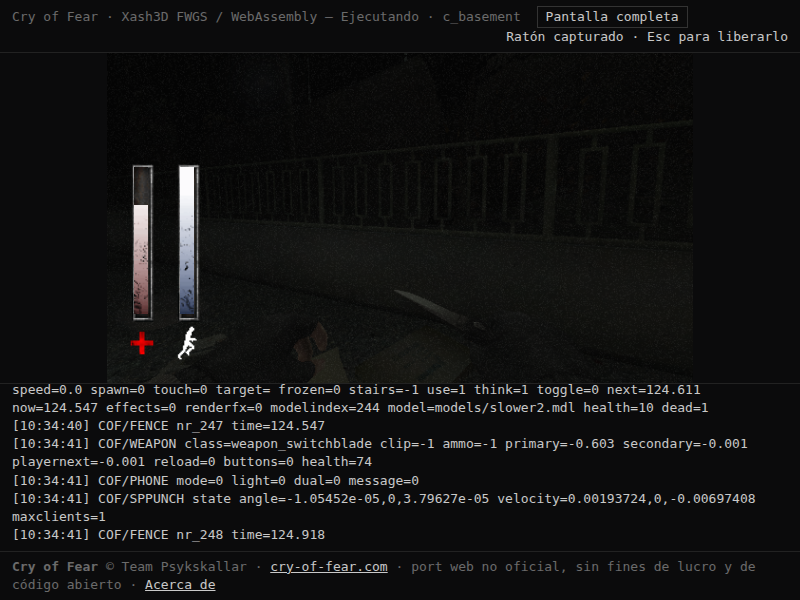 Cry of Fear · Xash3D FWGS / WebAssembly — Ejecutando · c_basement
Pantalla completa
Ratón capturado · Esc para liberarlo
speed=0.0 spawn=0 touch=0 target= frozen=0 stairs=-1 use=1 think=1 toggle=0 next=124.611
now=124.547 effects=0 renderfx=0 modelindex=244 model=models/slower2.mdl health=10 dead=1
[10:34:40] COF/FENCE nr_247 time=124.547
[10:34:41] COF/WEAPON class=weapon_switchblade clip=-1 ammo=-1 primary=-0.603 secondary=-0.001
playernext=-0.001 reload=0 buttons=0 health=74
[10:34:41] COF/PHONE mode=0 light=0 dual=0 message=0
[10:34:41] COF/SPPUNCH state angle=-1.05452e-05,0,3.79627e-05 velocity=0.00193724,0,-0.00697408
maxclients=1
[10:34:41] COF/FENCE nr_248 time=124.918
Cry of Fear © Team Psykskallar · cry-of-fear.com · port web no oficial, sin fines de lucro y de
código abierto · Acerca de